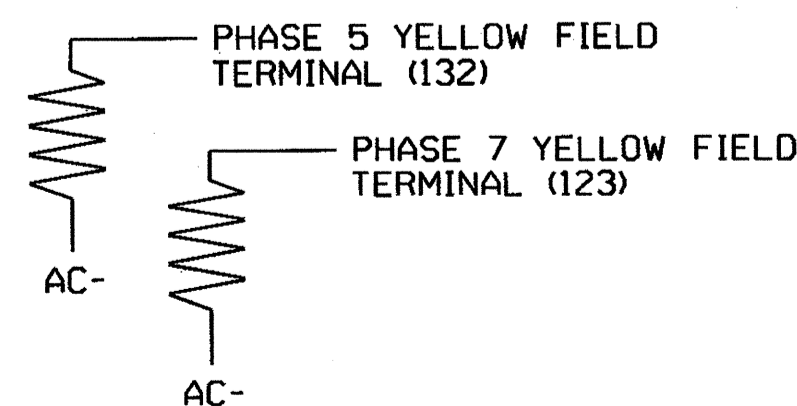 PHASE 5 YELLOW FIELD
TERMINAL (132)
PHASE 7 YELLOW FIELD
TERMINAL (123)
AC-
AC-